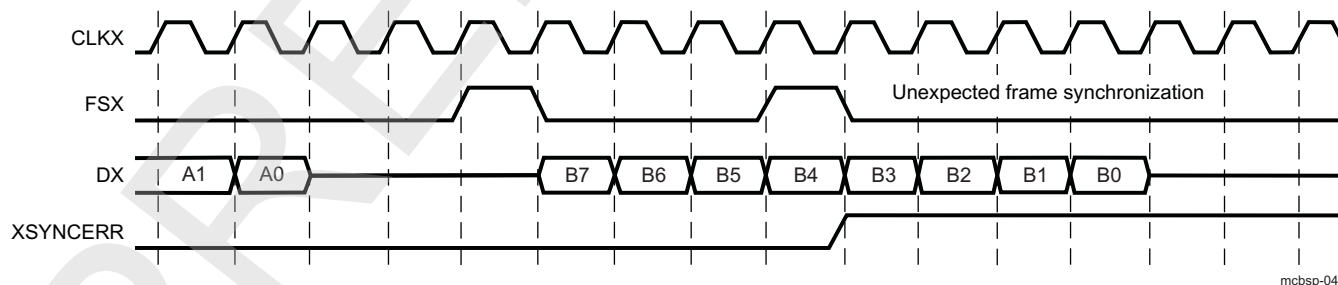 CLKX
FSX
Unexpected frame synchronization
DX A1 A0 B7 B6 B5 B4 B3 B2 B1 B0
XSYNCERR
mcbsp-04